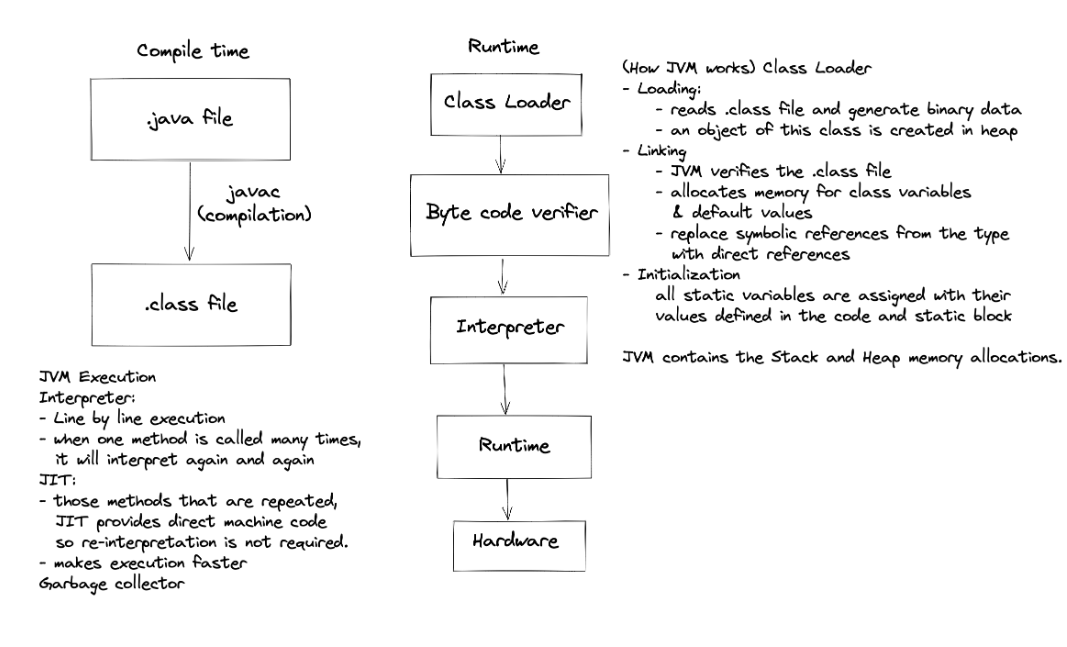 Compile time
.java file
javac
(compilation)
.class file
JVM Execution
Interpreter:
- Line by line execution
- when one method is called many times,
it will interpret again and again
JIT:
- those methods that are repeated,
JIT provides direct machine code
so re-interpretation is not required.
- makes execution faster
Garbage collector
Runtime
Class Loader
Byte code verifier
Interpreter
Runtime
Hardware
(How JVM works) Class Loader
- Loading:
- reads .class file and generate binary data
- an object of this class is created in heap
- Linking
- JVM verifies the .class file
- allocates memory for class variables
& default values
- replace symbolic references from the type
with direct references
- Initialization
all static variables are assigned with their
values defined in the code and static block
JVM contains the Stack and Heap memory allocations.